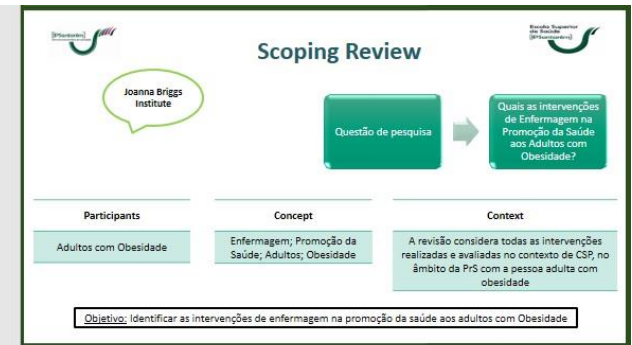 [IPSantarém]
Escola Superior
de Saúde
[IPSantarém]
Scoping Review
Joanna Briggs
Institute
Questão de pesquisa
Quais as intervenções
de Enfermagem na
Promoção da Saúde
aos Adultos com
Obesidade?
Participants
Concept
Context
Adultos com Obesidade
Enfermagem; Promoção da
Saúde; Adultos; Obesidade
A revisão considera todas as intervenções
realizadas e avaliadas no contexto de CSP, no
âmbito da PrS com a pessoa adulta com
obesidade
Objetivo: Identificar as intervenções de enfermagem na promoção da saúde aos adultos com Obesidade